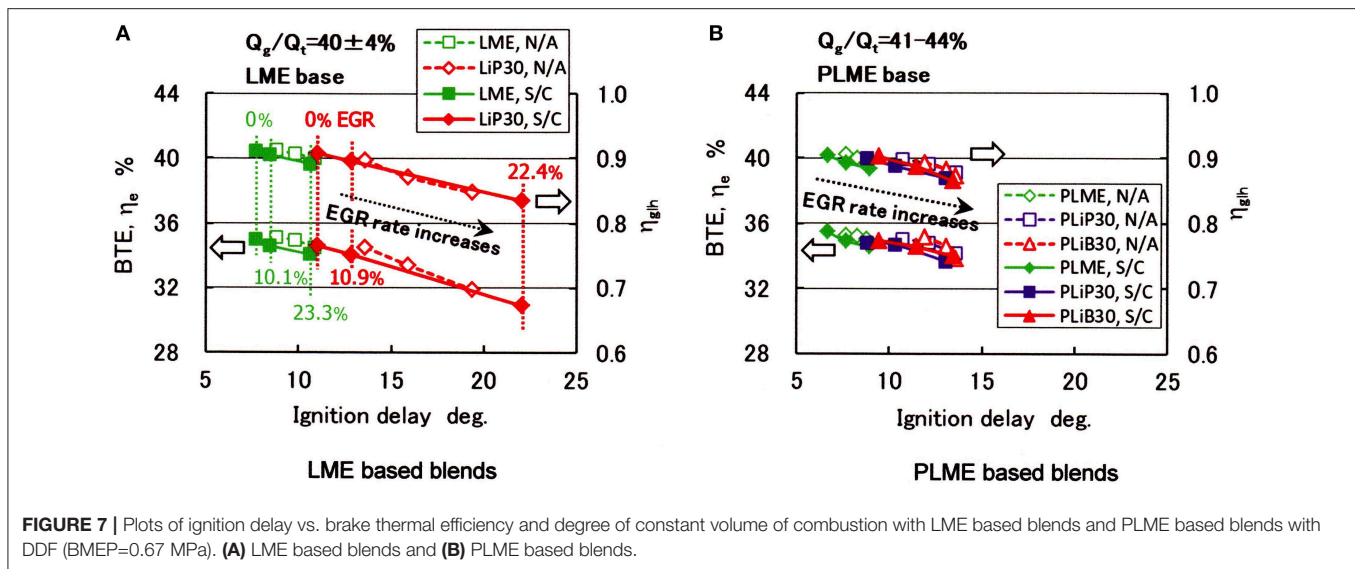 A
Qg/Qt=40±4%
LME base
LME, N/A
LiP30, N/A
LME, S/C
LiP30, S/C
44
40
36
32
28
BTE, ηe %
1.0
0.9
0.8
0.7
0.6
ηglh
0%
0% EGR
22.4%
EGR rate increases
10.1%
10.9%
23.3%
5
10
15
20
25
Ignition delay deg.
LME based blends
B
Qg/Qt=41-44%
PLME base
44
40
36
32
28
BTE, ηe %
1.0
0.9
0.8
0.7
0.6
ηglh
EGR rate increases
PLME, N/A
PLiP30, N/A
PLiB30, N/A
PLME, S/C
PLiP30, S/C
PLiB30, S/C
5
10
15
20
25
Ignition delay deg.
PLME based blends
FIGURE 7 | Plots of ignition delay vs. brake thermal efficiency and degree of constant volume of combustion with LME based blends and PLME based blends with
DDF (BMEP=0.67 MPa). (A) LME based blends and (B) PLME based blends.